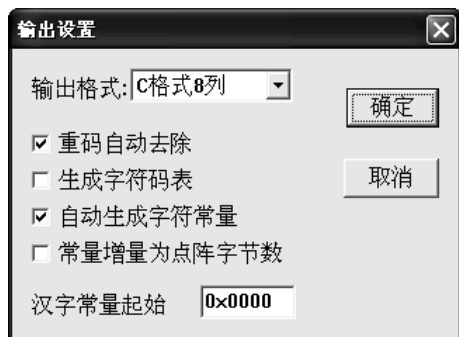 输出设置
输出格式: C格式8列
确定
重码自动去除
生成字符码表
取消
自动生成字符常量
常量增量为点阵字节数
汉字常量起始 0x0000